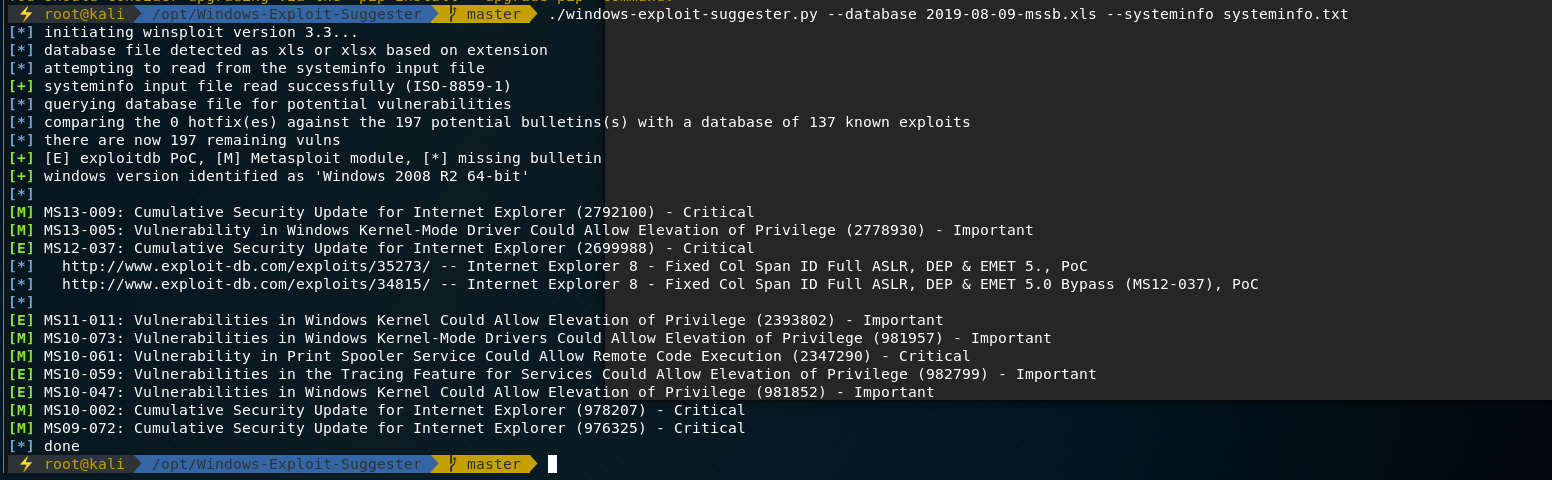 root@kali /opt/Windows-Exploit-Suggester master ./windows-exploit-suggester.py --database 2019-08-09-mssb.xls --systeminfo systeminfo.txt
[*] initiating winsploit version 3.3...
[*] database file detected as xls or xlsx based on extension
[*] attempting to read from the systeminfo input file
[+] systeminfo input file read successfully (ISO-8859-1)
[*] querying database file for potential vulnerabilities
[*] comparing the 0 hotfix(es) against the 197 potential bulletins(s) with a database of 137 known exploits
[*] there are now 197 remaining vulns
[+] [E] exploitdb PoC, [M] Metasploit module, [*] missing bulletin
[+] windows version identified as 'Windows 2008 R2 64-bit'
[*]
[M] MS13-009: Cumulative Security Update for Internet Explorer (2792100) - Critical
[M] MS13-005: Vulnerability in Windows Kernel-Mode Driver Could Allow Elevation of Privilege (2778930) - Important
[E] MS12-037: Cumulative Security Update for Internet Explorer (2699988) - Critical
[*]   http://www.exploit-db.com/exploits/35273/ -- Internet Explorer 8 - Fixed Col Span ID Full ASLR, DEP & EMET 5., PoC
[*]   http://www.exploit-db.com/exploits/34815/ -- Internet Explorer 8 - Fixed Col Span ID Full ASLR, DEP & EMET 5.0 Bypass (MS12-037), PoC
[*]
[E] MS11-011: Vulnerabilities in Windows Kernel Could Allow Elevation of Privilege (2393802) - Important
[M] MS10-073: Vulnerabilities in Windows Kernel-Mode Drivers Could Allow Elevation of Privilege (981957) - Important
[M] MS10-061: Vulnerability in Print Spooler Service Could Allow Remote Code Execution (2347290) - Critical
[E] MS10-059: Vulnerabilities in the Tracing Feature for Services Could Allow Elevation of Privilege (982799) - Important
[E] MS10-047: Vulnerabilities in Windows Kernel Could Allow Elevation of Privilege (981852) - Important
[M] MS10-002: Cumulative Security Update for Internet Explorer (978207) - Critical
[M] MS09-072: Cumulative Security Update for Internet Explorer (976325) - Critical
[*] done
root@kali /opt/Windows-Exploit-Suggester master